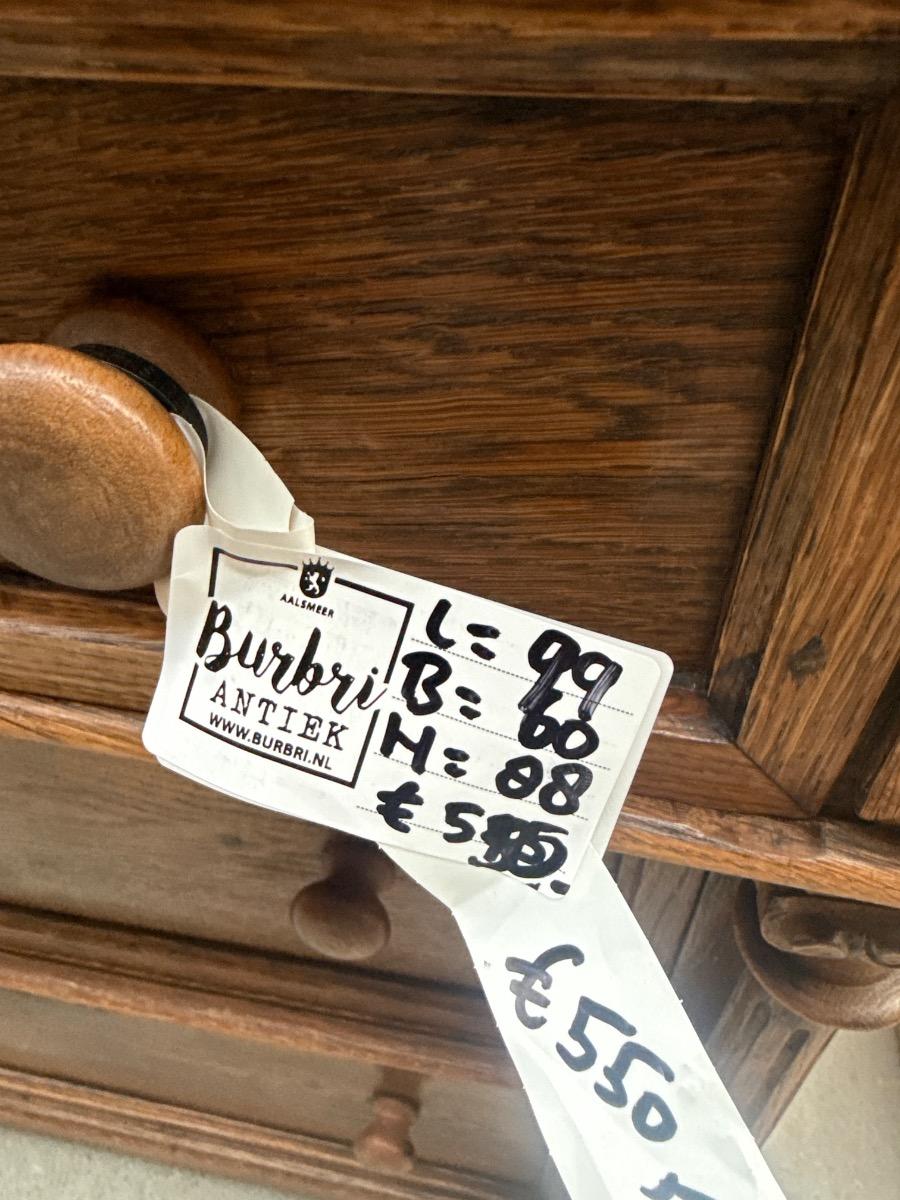 AALSMEER
Burbri
ANTIEK
WWW.BURBRI.NL
L= 99
B= 60
H= 88
€
€ 550